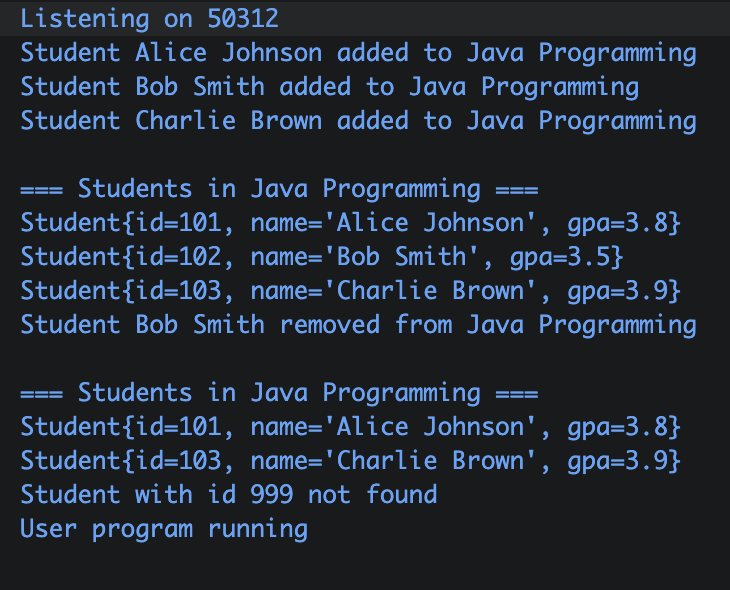 Listening on 50312
Student Alice Johnson added to Java Programming
Student Bob Smith added to Java Programming
Student Charlie Brown added to Java Programming
=== Students in Java Programming ===
Student{id=101, name='Alice Johnson', gpa=3.8}
Student{id=102, name='Bob Smith', gpa=3.5}
Student{id=103, name='Charlie Brown', gpa=3.9}
Student Bob Smith removed from Java Programming
=== Students in Java Programming ===
Student{id=101, name='Alice Johnson', gpa=3.8}
Student{id=103, name='Charlie Brown', gpa=3.9}
Student with id 999 not found
User program running